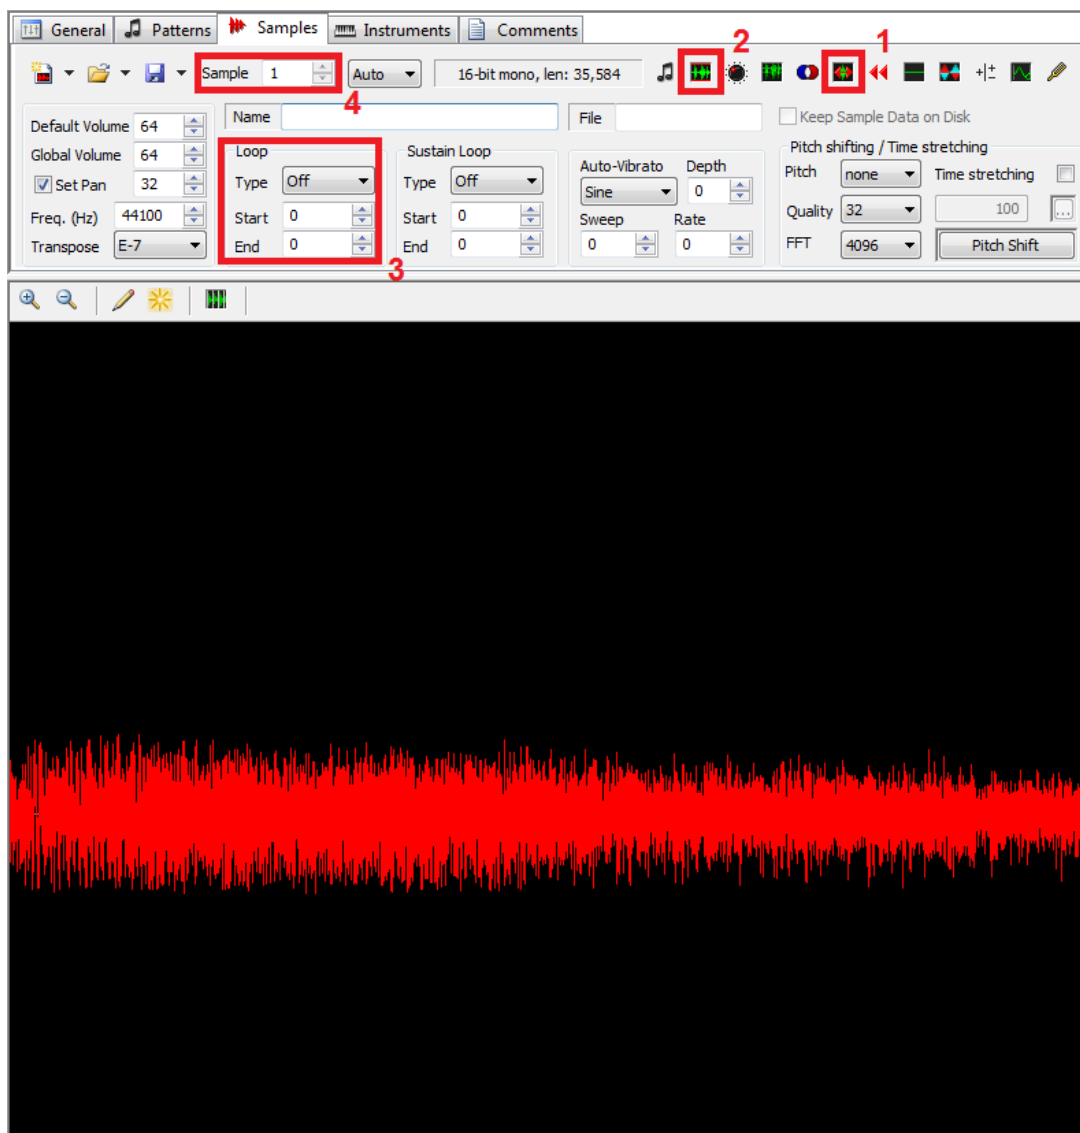 General Patterns Samples Instruments Comments
2 1
Sample 1 Auto 16-bit mono, len: 35,584
4
Default Volume 64 Name File Keep Sample Data on Disk
Global Volume 64 Loop Sustain Loop Auto-Vibrato Depth Pitch shifting / Time stretching
Set Pan 32 Type Off Type Off Sine 0 Pitch none Time stretching
Freq. (Hz) 44100 Start 0 Start 0 Sweep Rate Quality 32 100 ...
Transpose E-7 End 0 End 0 0 0 FFT 4096 Pitch Shift
3